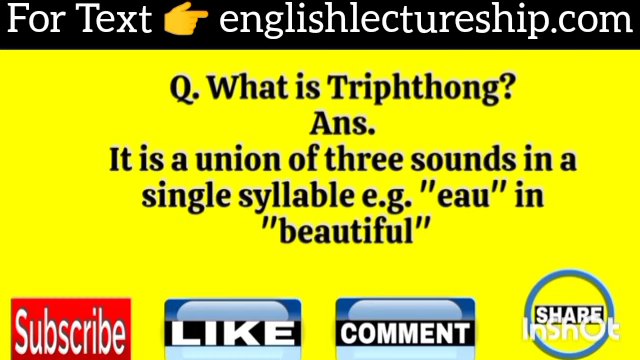 For Text 👉 englishlectureship.com
Q. What is Triphthong?
Ans.
It is a union of three sounds in a
single syllable e.g. "eau" in
"beautiful"
Subscribe
LIKE
COMMENT
SHARE
InShOt